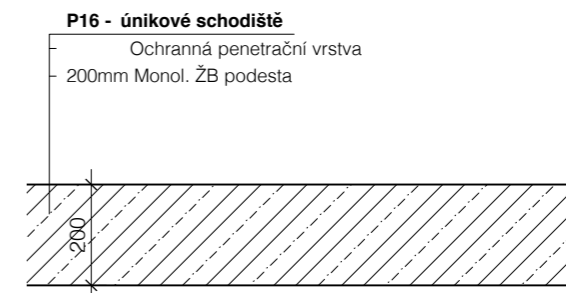 P16 - únikové schodiště
Ochranná penetrační vrstva
200mm Monol. ŽB podesta
200